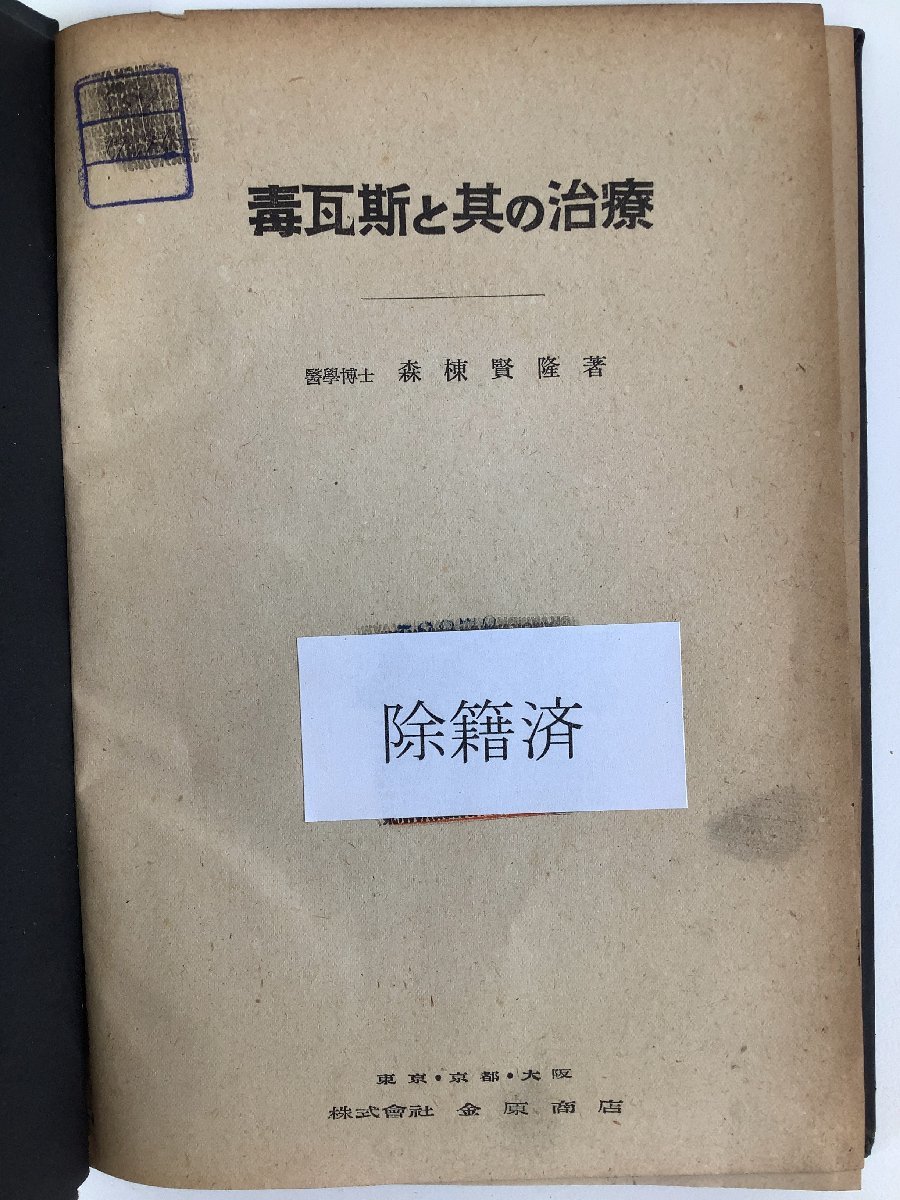 毒瓦斯と其の治療
醫學博士 森棟賢隆著
除籍済
東京・京都・大阪
株式會社 金原商店